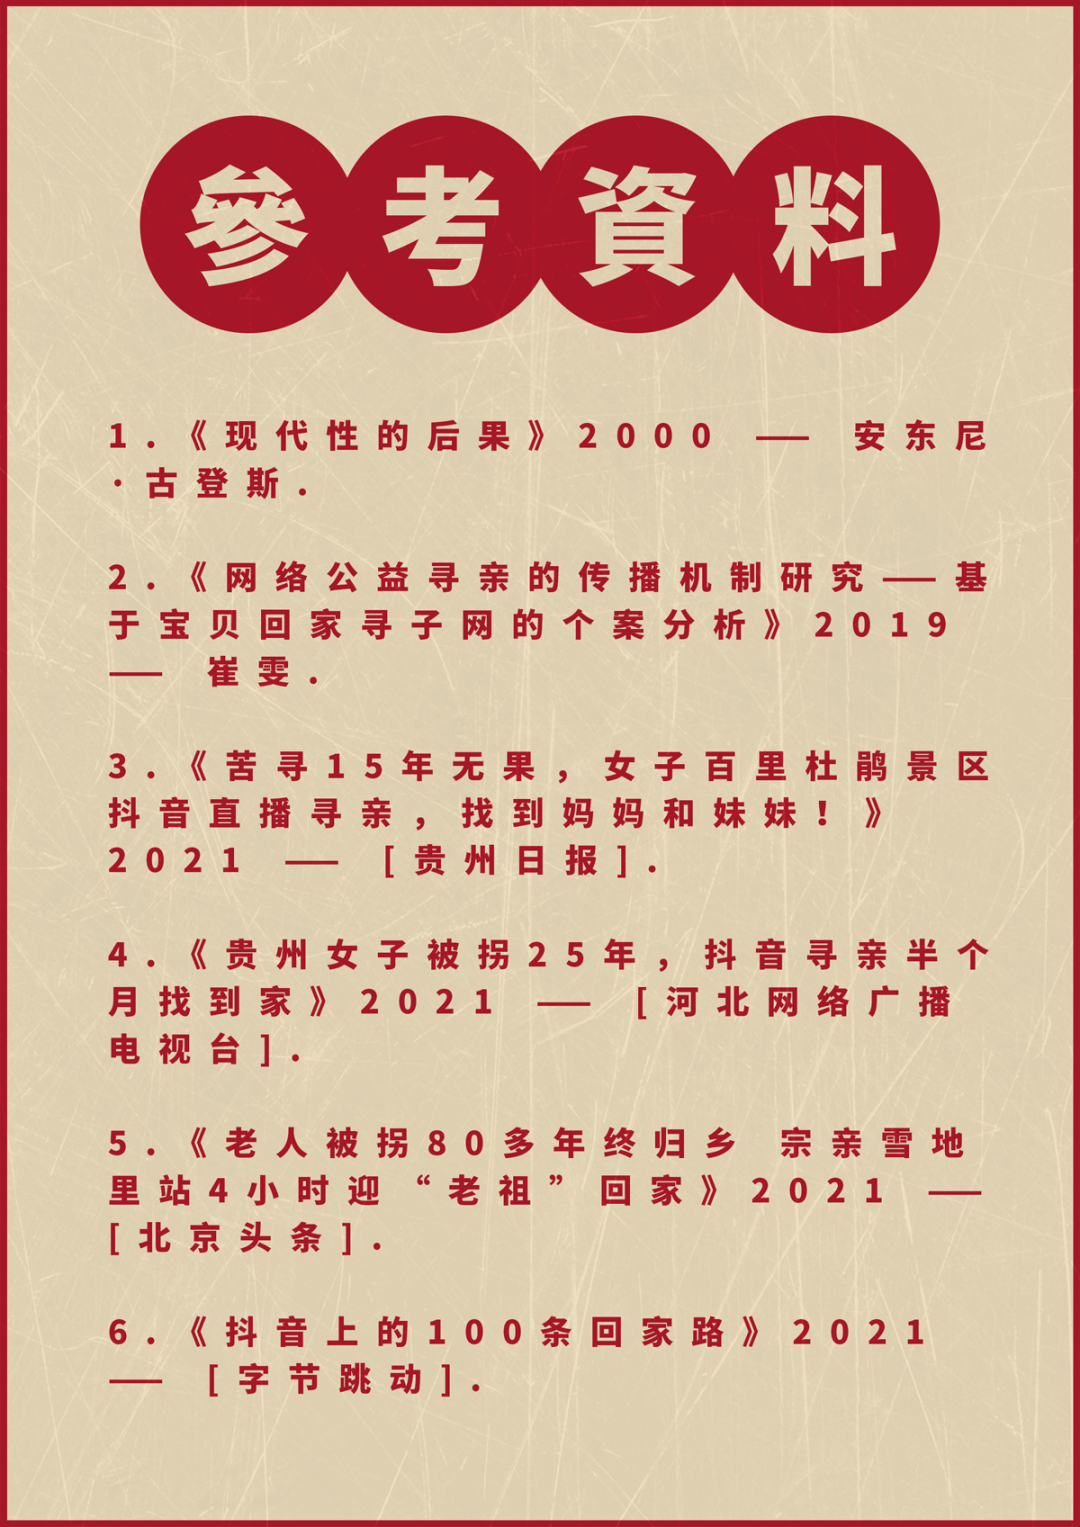 參考資料
1.《现代性的后果》2000 —— 安东尼
·古登斯.
2.《网络公益寻亲的传播机制研究——基
于宝贝回家寻子网的个案分析》2019
—— 崔雯.
3.《苦寻15年无果，女子百里杜鹃景区
抖音直播寻亲，找到妈妈和妹妹！》
2021 —— [贵州日报].
4.《贵州女子被拐25年，抖音寻亲半个
月找到家》2021 —— [河北网络广播
电视台].
5.《老人被拐80多年终归乡 宗亲雪地
里站4小时迎“老祖”回家》2021 ——
[北京头条].
6.《抖音上的100条回家路》2021
—— [字节跳动].